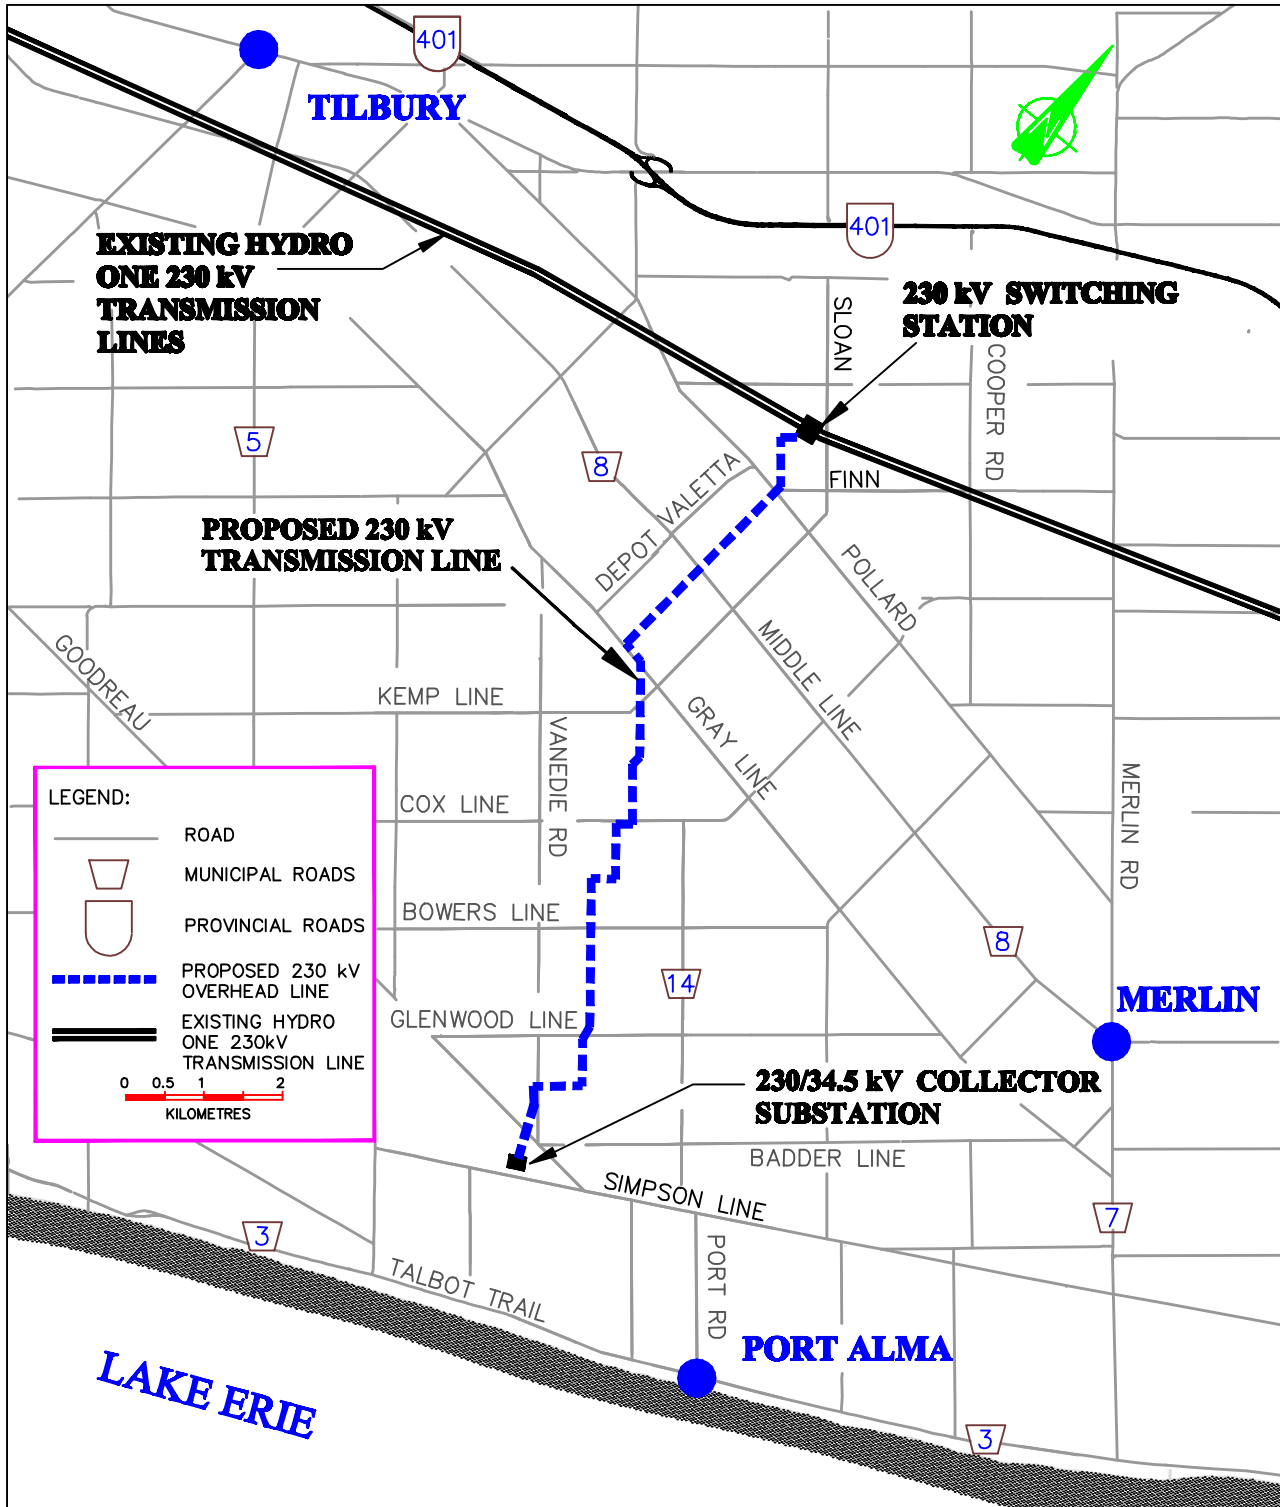 401
TILBURY
401
EXISTING HYDRO
ONE 230 kV
TRANSMISSION
LINES
230 kV SWITCHING
STATION
SLOAN
COOPER RD
5
8
DEPOT VALETTA
FINN
PROPOSED 230 kV
TRANSMISSION LINE
POLLARD
GOODREAU
MIDDLE LINE
KEMP LINE
GRAY LINE
VANEDIE RD
MERLIN RD
COX LINE
BOWERS LINE
8
14
MERLIN
GLENWOOD LINE
LEGEND:
ROAD
MUNICIPAL ROADS
PROVINCIAL ROADS
PROPOSED 230 kV
OVERHEAD LINE
EXISTING HYDRO
ONE 230kV
TRANSMISSION LINE
0 0.5 1 2
KILOMETRES
230/34.5 kV COLLECTOR
SUBSTATION
BADDER LINE
SIMPSON LINE
7
3
TALBOT TRAIL
PORT RD
PORT ALMA
LAKE ERIE
3